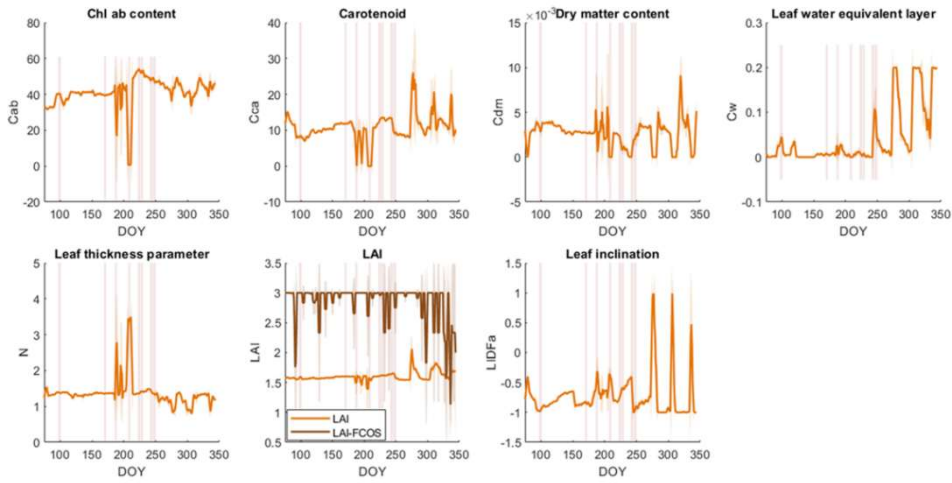 Chl ab content
Cab
80
60
40
20
0
-20
100 150 200 250 300 350
DOY
Carotenoid
Cca
40
30
20
10
0
-10
100 150 200 250 300 350
DOY
×10⁻³ Dry matter content
Cdm
15
10
5
0
-5
100 150 200 250 300 350
DOY
Leaf water equivalent layer
Cw
0.3
0.2
0.1
0
-0.1
100 150 200 250 300 350
DOY
Leaf thickness parameter
N
5
4
3
2
1
0
100 150 200 250 300 350
DOY
LAI
LAI
3.5
3
2.5
2
1.5
1
0.5
LAI
LAI-FCOS
100 150 200 250 300 350
DOY
Leaf inclination
LIDFa
1.5
1
0.5
0
-0.5
-1
-1.5
100 150 200 250 300 350
DOY